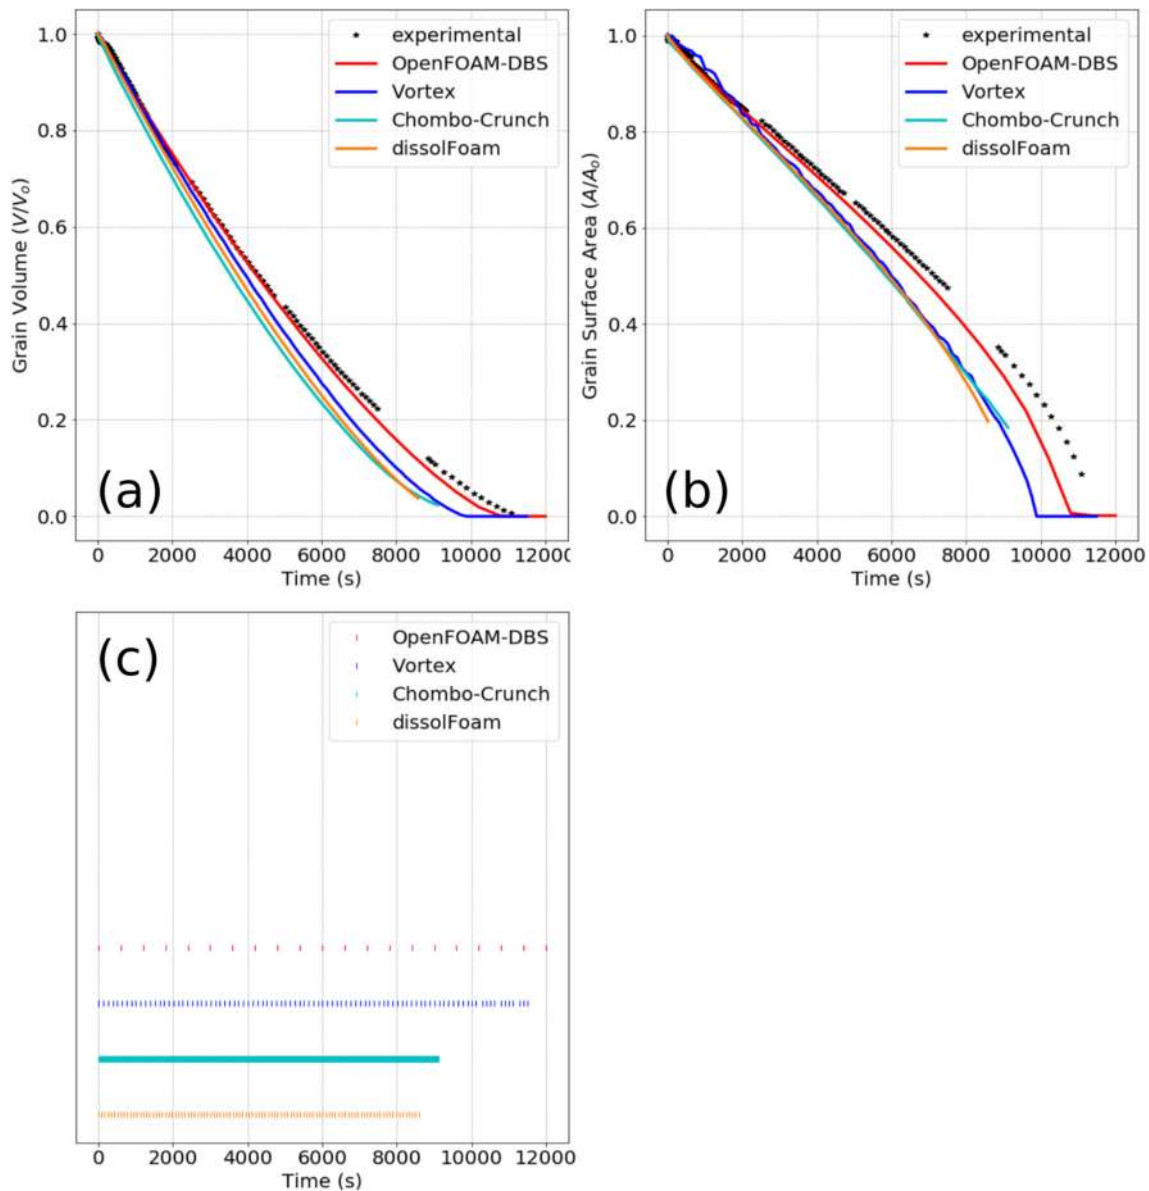 experimental
OpenFOAM-DBS
Vortex
Chombo-Crunch
dissolFoam
1.0
0.8
0.6
0.4
0.2
0.0
Grain Volume (V/Vₒ)
(a)
0 2000 4000 6000 8000 10000 1200
Time (s)
experimental
OpenFOAM-DBS
Vortex
Chombo-Crunch
dissolFoam
1.0
0.8
0.6
0.4
0.2
0.0
Grain Surface Area (A/Aₒ)
(b)
0 2000 4000 6000 8000 10000 12000
Time (s)
(c)
OpenFOAM-DBS
Vortex
Chombo-Crunch
dissolFoam
0 2000 4000 6000 8000 10000 12000
Time (s)